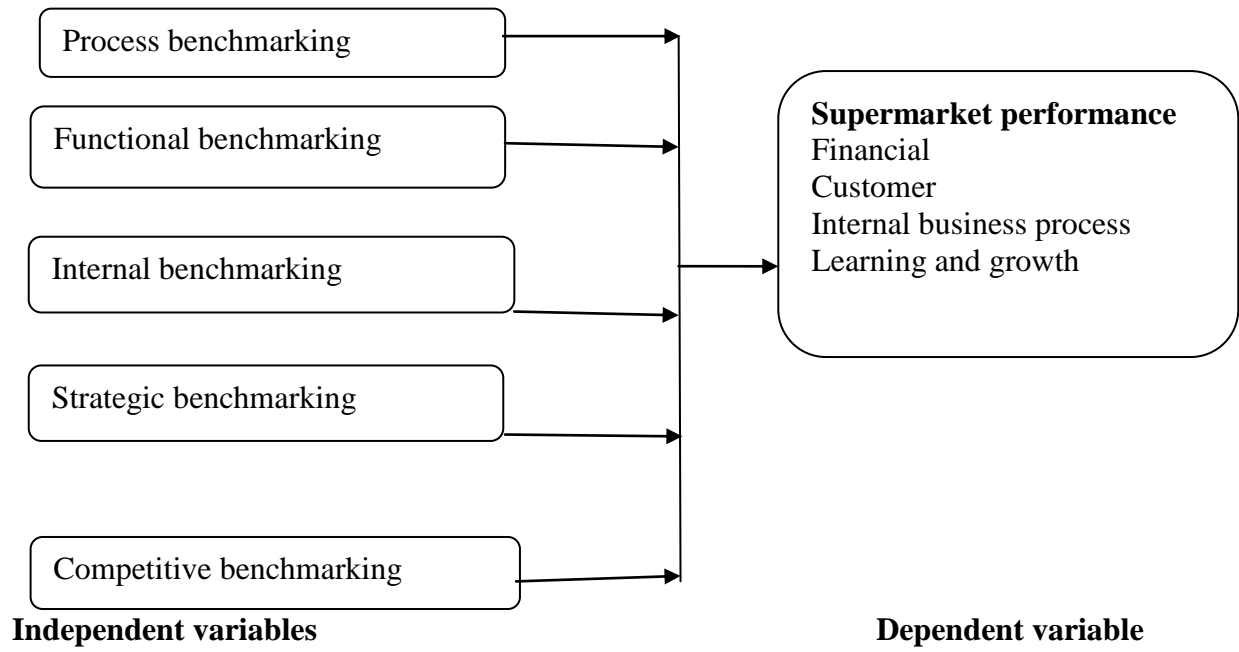 Process benchmarking
Functional benchmarking
Internal benchmarking
Strategic benchmarking
Competitive benchmarking
Independent variables
Supermarket performance
Financial
Customer
Internal business process
Learning and growth
Dependent variable